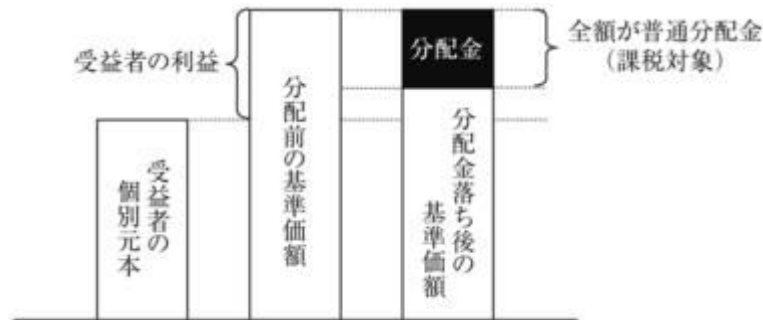 受益者の利益
受益者の
個別元本
分配前の基準価額
分配金
分配金落ち後の
基準価額
全額が普通分配金
（課税対象）